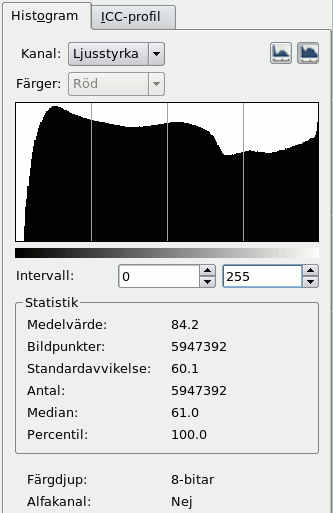 Histogram ICC-profil
Kanal: Ljusstyrka
Färger: Röd
Intervall: 0 255
Statistik
Medelvärde: 84.2
Bildpunkter: 5947392
Standardavvikelse: 60.1
Antal: 5947392
Median: 61.0
Percentil: 100.0
Färgdjup: 8-bitar
Alfakanal: Nej